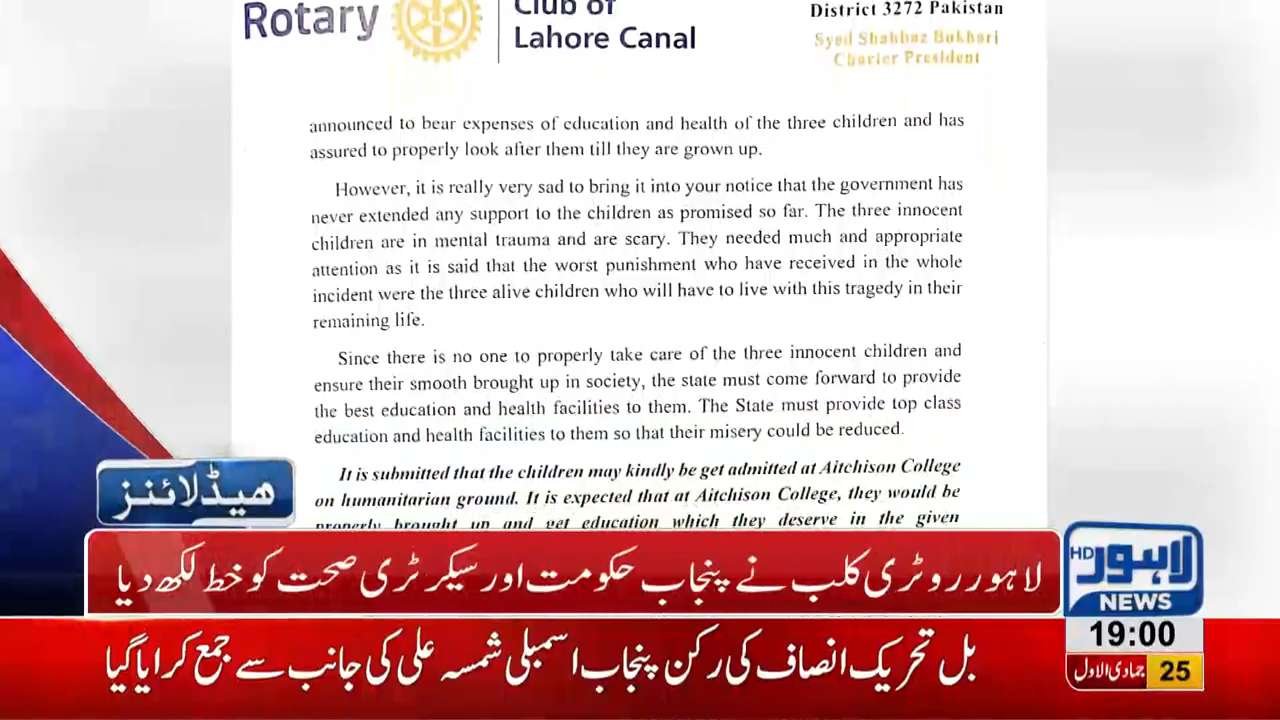 Rotary
Club of
Lahore Canal
District 3272 Pakistan
Syed Shahbaz Bukhari
Charter President
announced to bear expenses of education and health of the three children and has
assured to properly look after them till they are grown up.
However, it is really very sad to bring it into your notice that the government has
never extended any support to the children as promised so far. The three innocent
children are in mental trauma and are scary. They needed much and appropriate
attention as it is said that the worst punishment who have received in the whole
incident were the three alive children who will have to live with this tragedy in their
remaining life.
Since there is no one to properly take care of the three innocent children and
ensure their smooth brought up in society, the state must come forward to provide
the best education and health facilities to them. The State must provide top class
education and health facilities to them so that their misery could be reduced.
It is submitted that the children may kindly be get admitted at Aitchison College
on humanitarian ground. It is expected that at Aitchison College, they would be
properly brought up and get education which they deserve in the given
ہیڈلائنز
لاہور روٹری کلب نے پنجاب حکومت اور سیکرٹری صحت کو خط لکھ دیا
HD لاہور
NEWS
19:00
بل تحریک انصاف کی رکن پنجاب اسمبلی شمسہ علی کی جانب سے جمع کرایا گیا
25 جمادی الاول